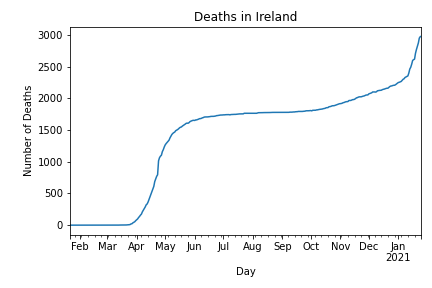 Deaths in Ireland
Number of Deaths
3000
2500
2000
1500
1000
500
0
Feb Mar Apr May Jun Jul Aug Sep Oct Nov Dec Jan
2021
Day